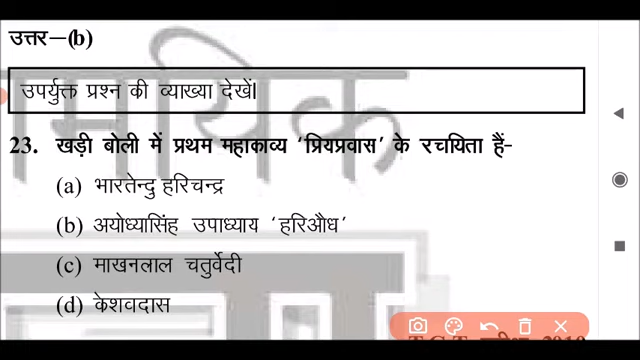 उत्तर–(b)
उपर्युक्त प्रश्न की व्याख्या देखें।
23. खड़ी बोली में प्रथम महाकाव्य 'प्रियप्रवास' के रचयिता हैं-
(a) भारतेन्दु हरिचन्द्र
(b) अयोध्यासिंह उपाध्याय 'हरिऔध'
(c) माखनलाल चतुर्वेदी
(d) केशवदास